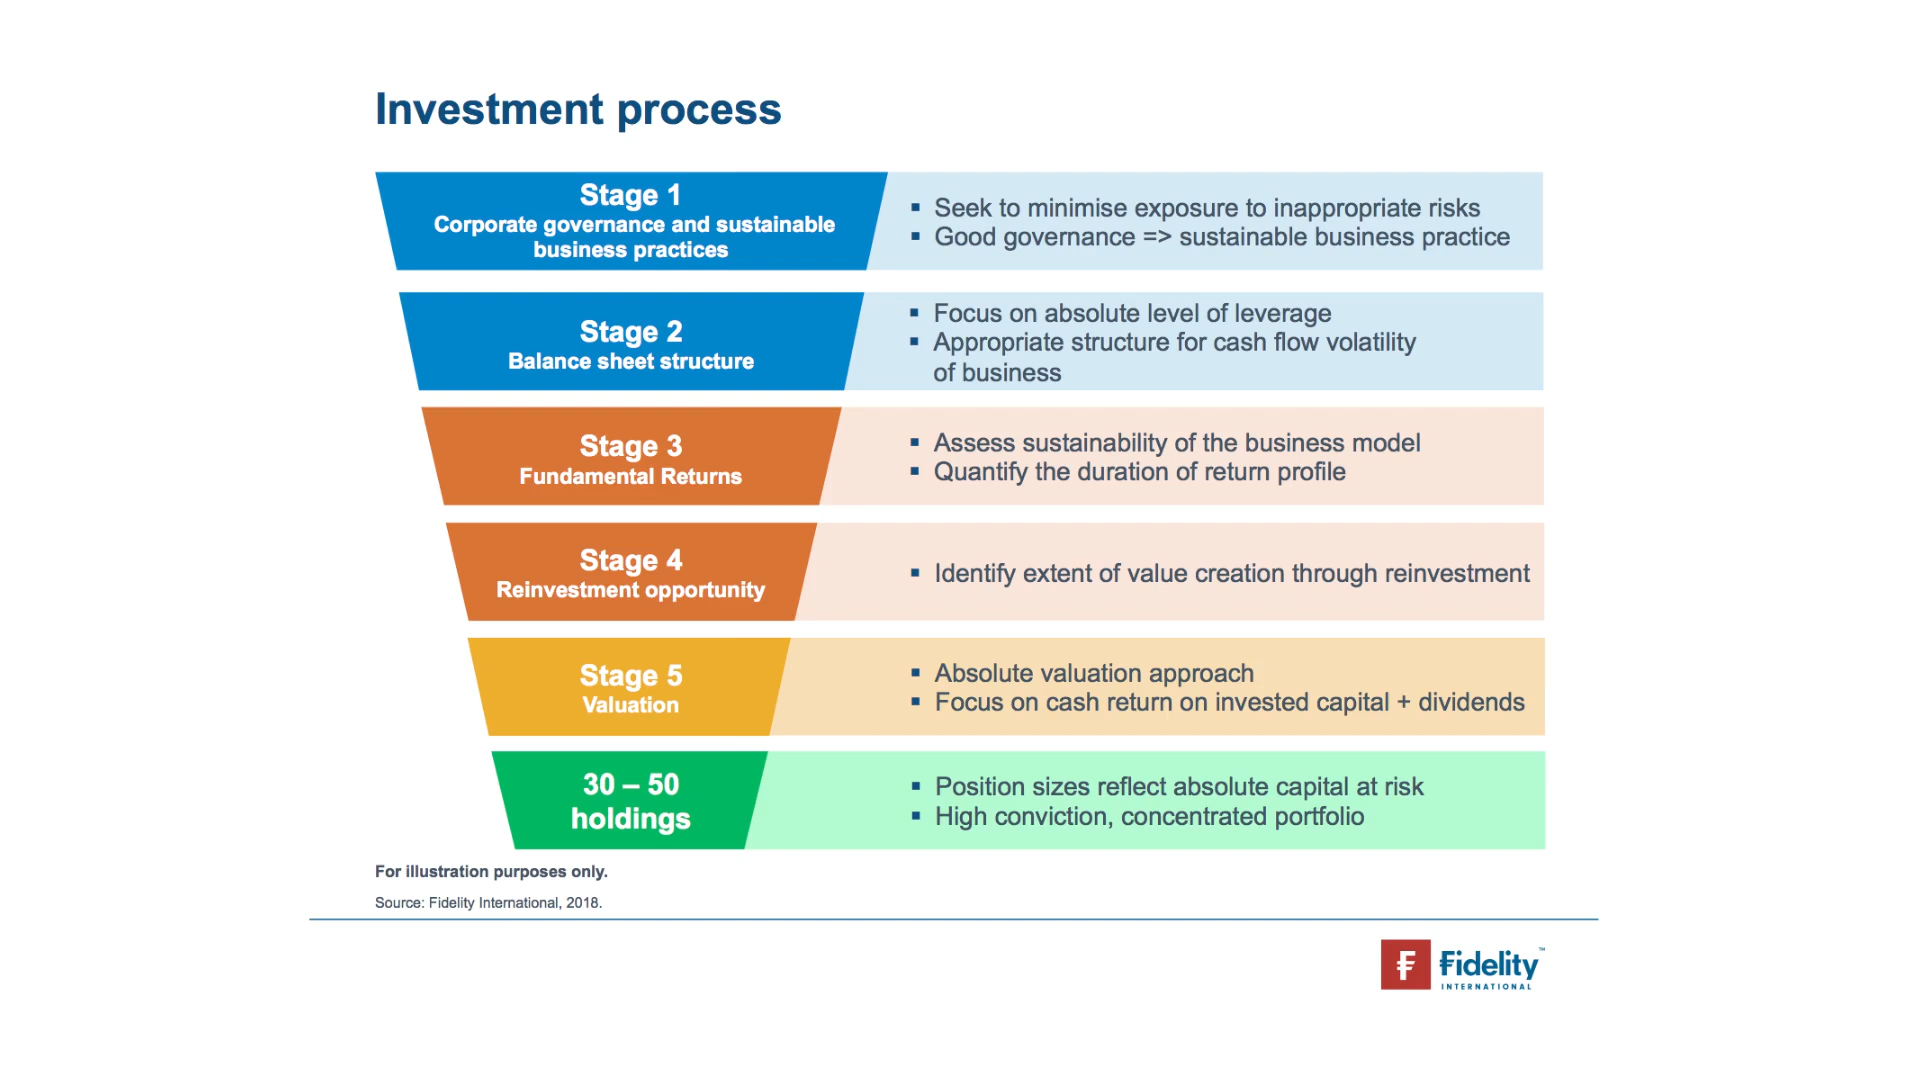 Investment process
Stage 1
Corporate governance and sustainable
business practices
▪ Seek to minimise exposure to inappropriate risks
▪ Good governance => sustainable business practice
Stage 2
Balance sheet structure
▪ Focus on absolute level of leverage
▪ Appropriate structure for cash flow volatility
of business
Stage 3
Fundamental Returns
▪ Assess sustainability of the business model
▪ Quantify the duration of return profile
Stage 4
Reinvestment opportunity
▪ Identify extent of value creation through reinvestment
Stage 5
Valuation
▪ Absolute valuation approach
▪ Focus on cash return on invested capital + dividends
30 – 50
holdings
▪ Position sizes reflect absolute capital at risk
▪ High conviction, concentrated portfolio
For illustration purposes only.
Source: Fidelity International, 2018.
F
Fidelity™
INTERNATIONAL